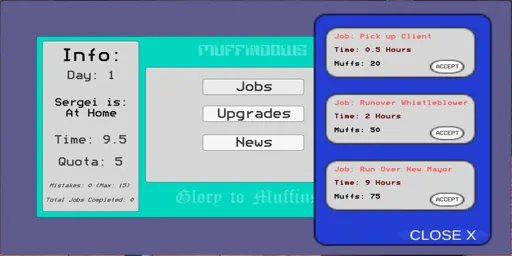 Info:
Day: 1
Sergei is:
At Home
Time: 9.5
Quota: 5
Mistakes: 0 (Max: 15)
Total Jobs Completed: 0
MUFFINDOWS
Jobs
Upgrades
News
Glory to Muffins
Job: Pick up Client
Time: 0.5 Hours
Muffs: 20
ACCEPT
Job: Runover Whistleblower
Time: 2 Hours
Muffs: 50
ACCEPT
Job: Run Over New Mayor
Time: 9 Hours
Muffs: 75
ACCEPT
CLOSE X